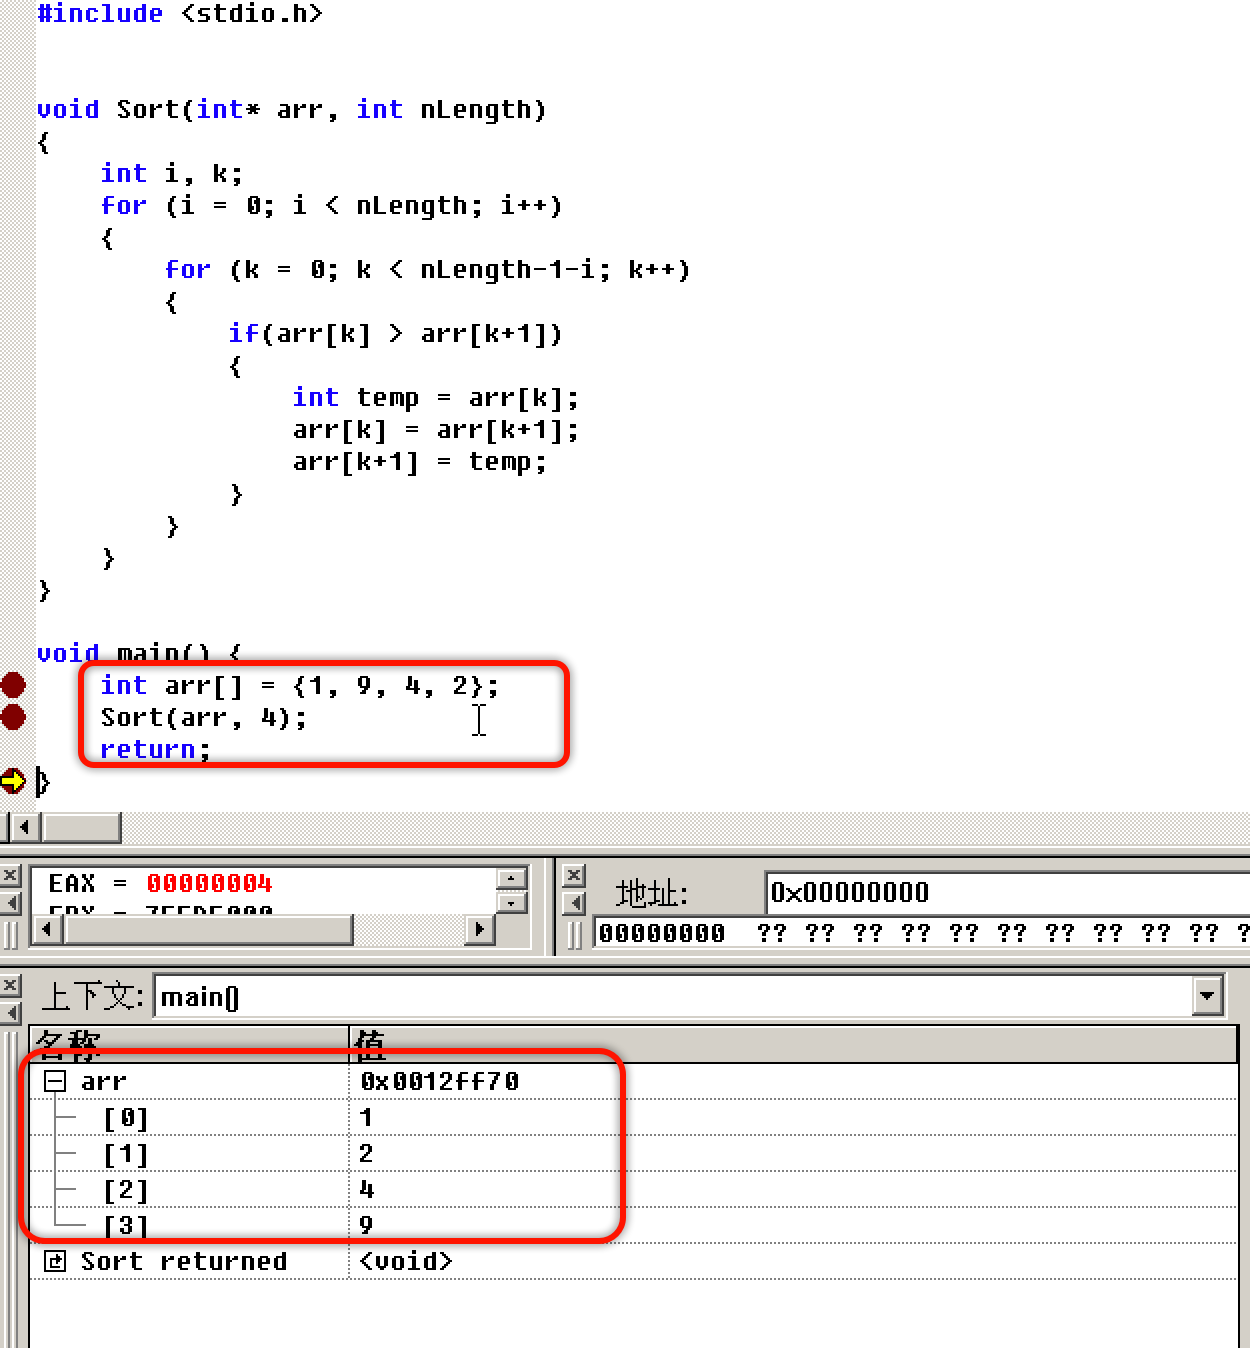 #include <stdio.h>
void Sort(int* arr, int nLength)
{
int i, k;
for (i = 0; i < nLength; i++)
{
for (k = 0; k < nLength-1-i; k++)
{
if(arr[k] > arr[k+1])
{
int temp = arr[k];
arr[k] = arr[k+1];
arr[k+1] = temp;
}
}
}
}
void main() {
int arr[] = {1, 9, 4, 2};
Sort(arr, 4);
return;
}
EAX = 00000004
地址: 0x00000000
00000000 ?? ?? ?? ?? ?? ?? ?? ?? ?? ?? ?
上下文: main()
名称 值
arr 0x0012ff70
[0] 1
[1] 2
[2] 4
[3] 9
Sort returned <void>